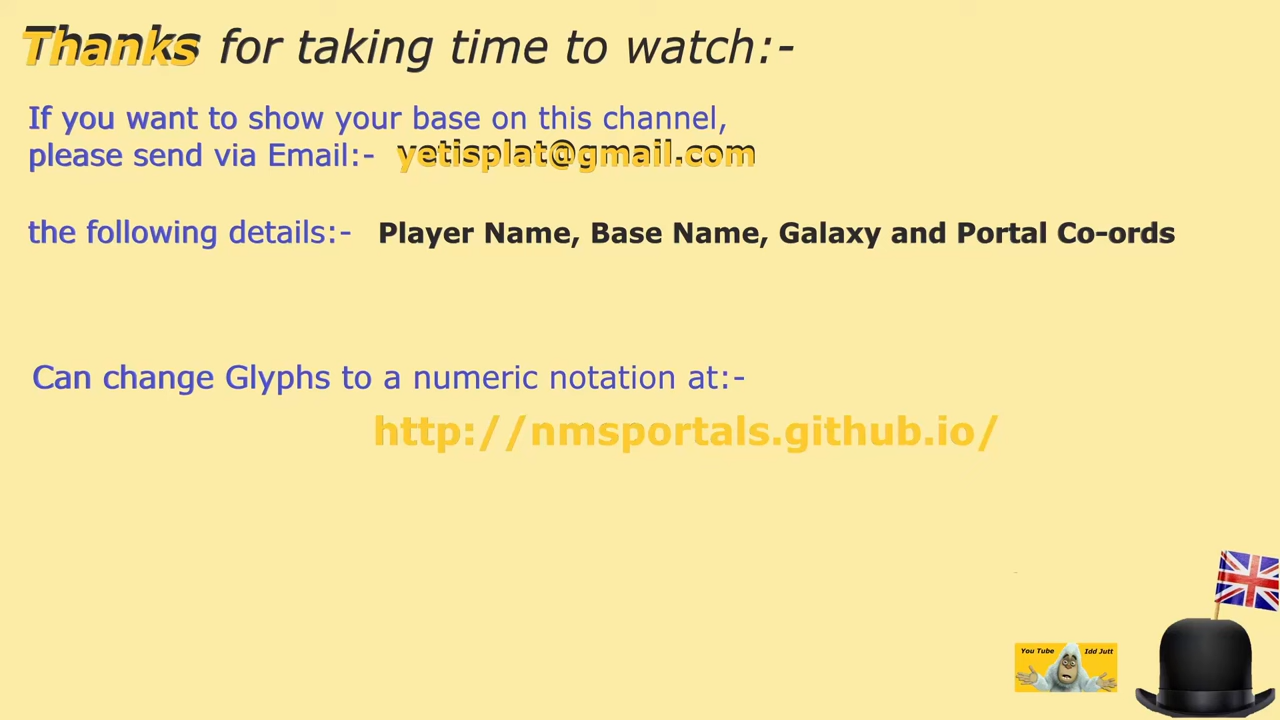 Thanks for taking time to watch:-
If you want to show your base on this channel,
please send via Email:- yetisplat@gmail.com
the following details:- Player Name, Base Name, Galaxy and Portal Co-ords
Can change Glyphs to a numeric notation at:-
http://nmsportals.github.io/
You Tube Idd Jutt